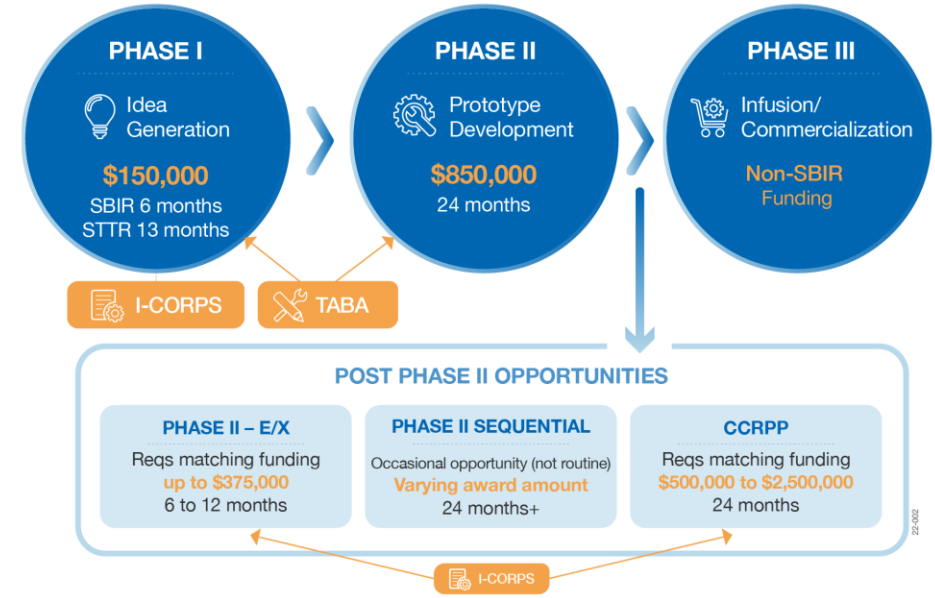 PHASE I
Idea
Generation
$150,000
SBIR 6 months
STTR 13 months
PHASE II
Prototype
Development
$850,000
24 months
PHASE III
Infusion/
Commercialization
Non-SBIR
Funding
I-CORPS
TABA
POST PHASE II OPPORTUNITIES
PHASE II – E/X
Reqs matching funding
up to $375,000
6 to 12 months
PHASE II SEQUENTIAL
Occasional opportunity (not routine)
Varying award amount
24 months+
CCRPP
Reqs matching funding
$500,000 to $2,500,000
24 months
22-002
I-CORPS